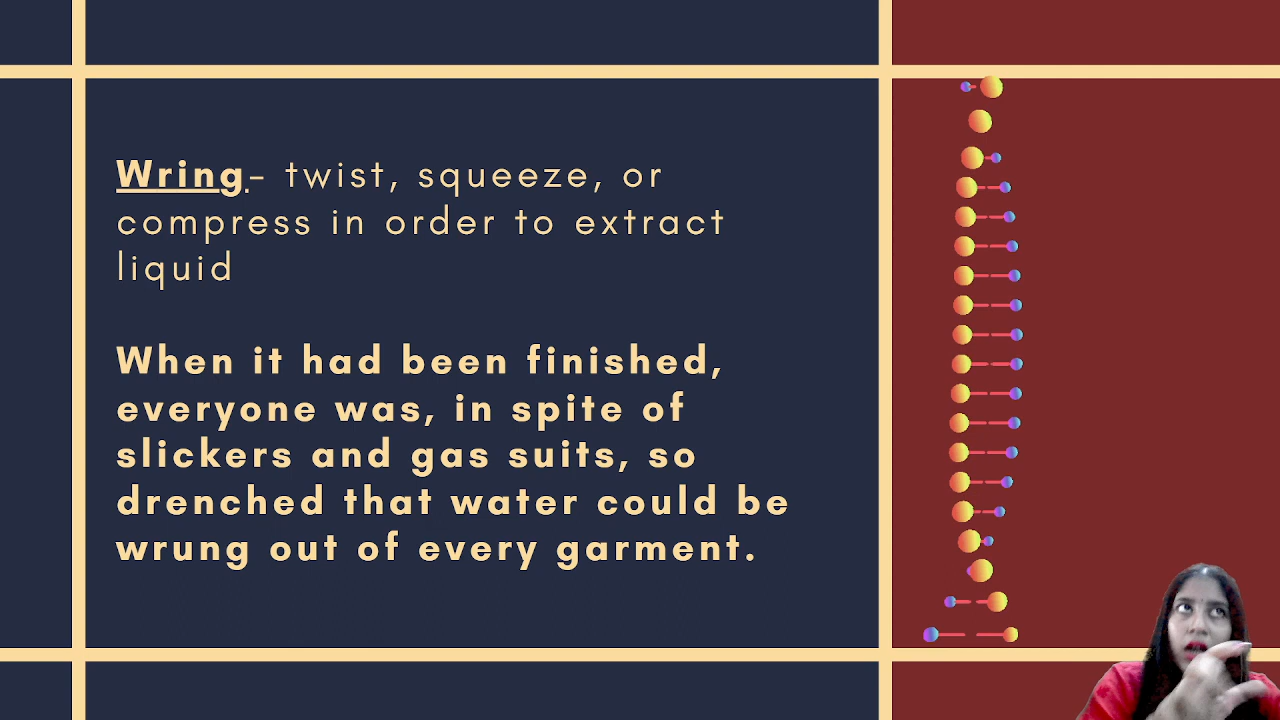 Wring- twist, squeeze, or
compress in order to extract
liquid
When it had been finished,
everyone was, in spite of
slickers and gas suits, so
drenched that water could be
wrung out of every garment.